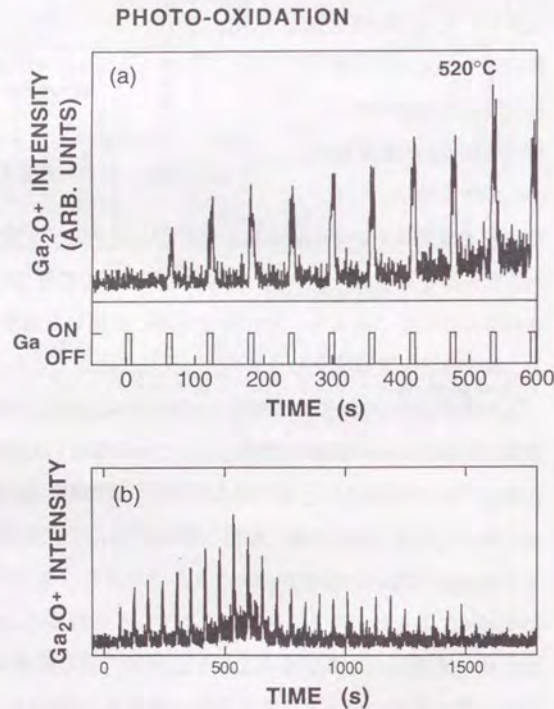 PHOTO-OXIDATION
(a)
520°C
Ga₂O⁺ INTENSITY
(ARB. UNITS)
Ga ON
OFF
0 100 200 300 400 500 600
TIME (s)
(b)
Ga₂O⁺ INTENSITY
0 500 1000 1500
TIME (s)